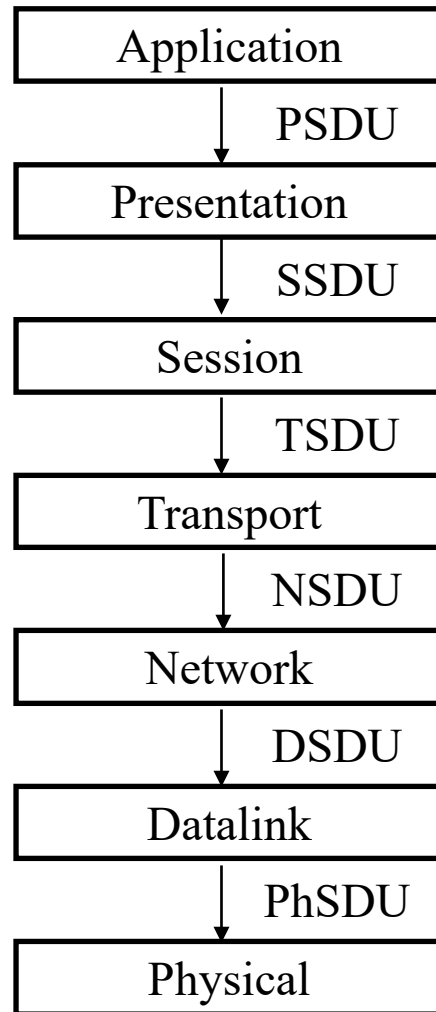 Application
PSDU
Presentation
SSDU
Session
TSDU
Transport
NSDU
Network
DSDU
Datalink
PhSDU
Physical